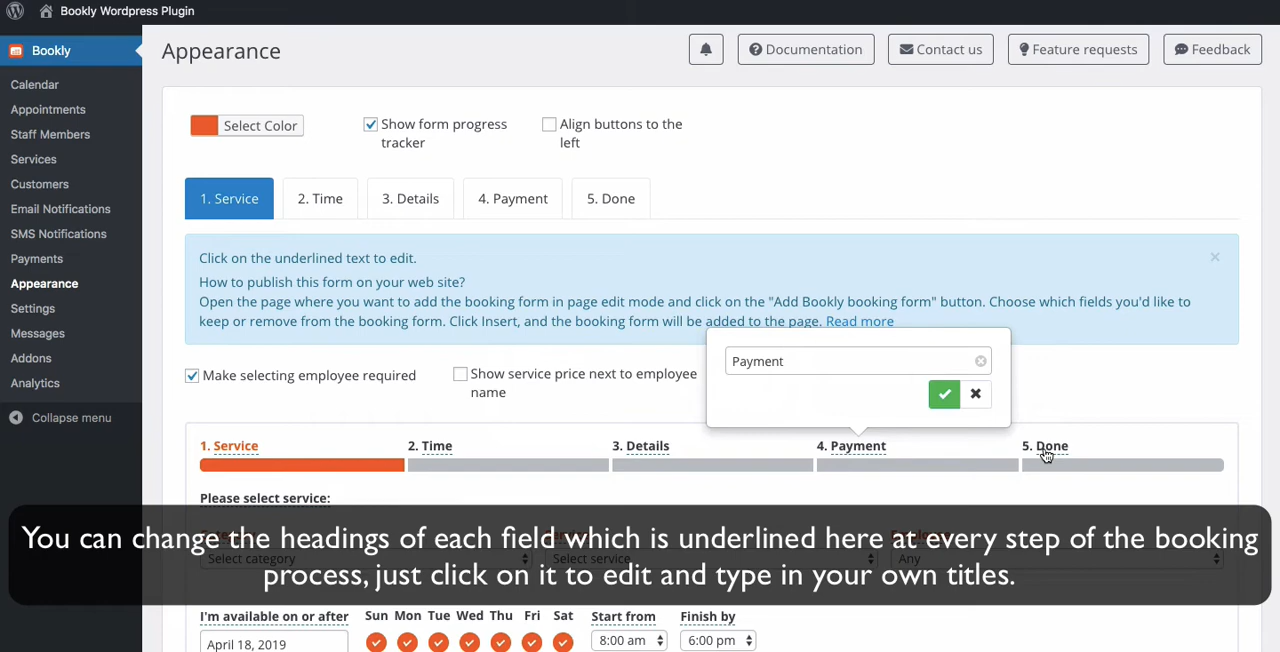 Bookly Wordpress Plugin
Bookly
Calendar
Appointments
Staff Members
Services
Customers
Email Notifications
SMS Notifications
Payments
Appearance
Settings
Messages
Addons
Analytics
Collapse menu
Appearance
Documentation
Contact us
Feature requests
Feedback
Select Color
Show form progress
tracker
Align buttons to the
left
1. Service
2. Time
3. Details
4. Payment
5. Done
Click on the underlined text to edit.
How to publish this form on your web site?
Open the page where you want to add the booking form in page edit mode and click on the "Add Bookly booking form" button. Choose which fields you'd like to
keep or remove from the booking form. Click Insert, and the booking form will be added to the page. Read more
Payment
Make selecting employee required
Show service price next to employee
name
1. Service
2. Time
3. Details
4. Payment
5. Done
Please select service:
Select category
Select service
Any
You can change the headings of each field which is underlined here at every step of the booking
process, just click on it to edit and type in your own titles.
I'm available on or after
Sun Mon Tue Wed Thu Fri Sat
Start from
Finish by
April 18, 2019
8:00 am
6:00 pm